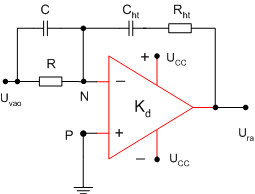 C
C_ht
R_ht
R
N
+ U_CC
U_vao
−
K_d
P
+
U_ra
− U_CC